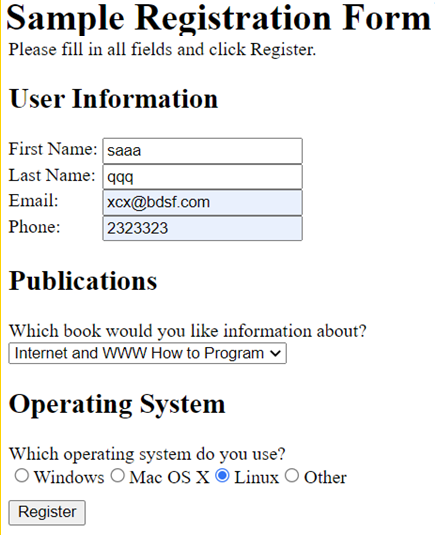 Sample Registration Form
Please fill in all fields and click Register.
User Information
First Name: saaa
Last Name: qqq
Email: xcx@bdsf.com
Phone: 2323323
Publications
Which book would you like information about?
Internet and WWW How to Program
Operating System
Which operating system do you use?
Windows Mac OS X Linux Other
Register